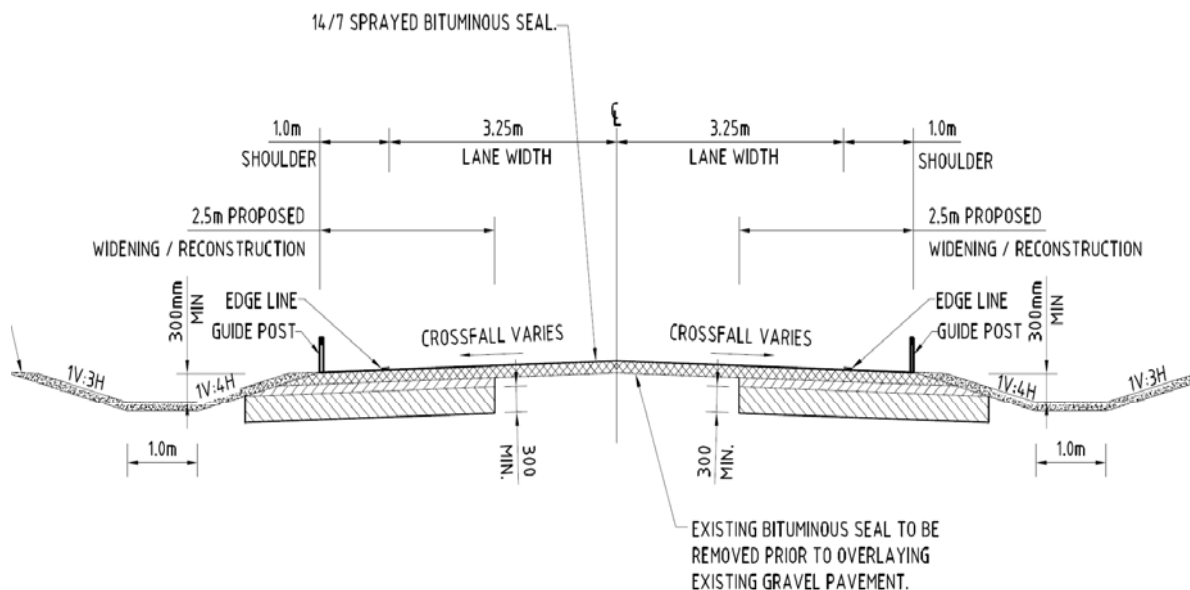 14/7 SPRAYED BITUMINOUS SEAL.
℄
1.0m
3.25m
3.25m
1.0m
SHOULDER
LANE WIDTH
LANE WIDTH
SHOULDER
2.5m PROPOSED
WIDENING / RECONSTRUCTION
2.5m PROPOSED
WIDENING / RECONSTRUCTION
300mm
MIN
EDGE LINE
GUIDE POST
CROSSFALL VARIES
CROSSFALL VARIES
EDGE LINE
GUIDE POST
300mm
MIN
1V:3H
1V:4H
1V:4H
1V:3H
1.0m
300
MIN.
300
MIN.
1.0m
EXISTING BITUMINOUS SEAL TO BE
REMOVED PRIOR TO OVERLAYING
EXISTING GRAVEL PAVEMENT.